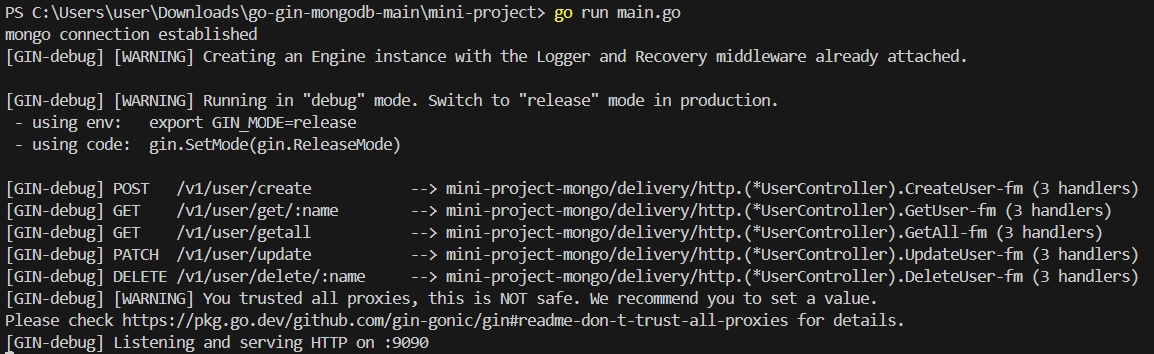 PS C:\Users\user\Downloads\go-gin-mongodb-main\mini-project> go run main.go
mongo connection established
[GIN-debug] [WARNING] Creating an Engine instance with the Logger and Recovery middleware already attached.
[GIN-debug] [WARNING] Running in "debug" mode. Switch to "release" mode in production.
 - using env:   export GIN_MODE=release
 - using code:  gin.SetMode(gin.ReleaseMode)
[GIN-debug] POST   /v1/user/create           --> mini-project-mongo/delivery/http.(*UserController).CreateUser-fm (3 handlers)
[GIN-debug] GET    /v1/user/get/:name        --> mini-project-mongo/delivery/http.(*UserController).GetUser-fm (3 handlers)
[GIN-debug] GET    /v1/user/getall           --> mini-project-mongo/delivery/http.(*UserController).GetAll-fm (3 handlers)
[GIN-debug] PATCH  /v1/user/update           --> mini-project-mongo/delivery/http.(*UserController).UpdateUser-fm (3 handlers)
[GIN-debug] DELETE /v1/user/delete/:name     --> mini-project-mongo/delivery/http.(*UserController).DeleteUser-fm (3 handlers)
[GIN-debug] [WARNING] You trusted all proxies, this is NOT safe. We recommend you to set a value.
Please check https://pkg.go.dev/github.com/gin-gonic/gin#readme-don-t-trust-all-proxies for details.
[GIN-debug] Listening and serving HTTP on :9090